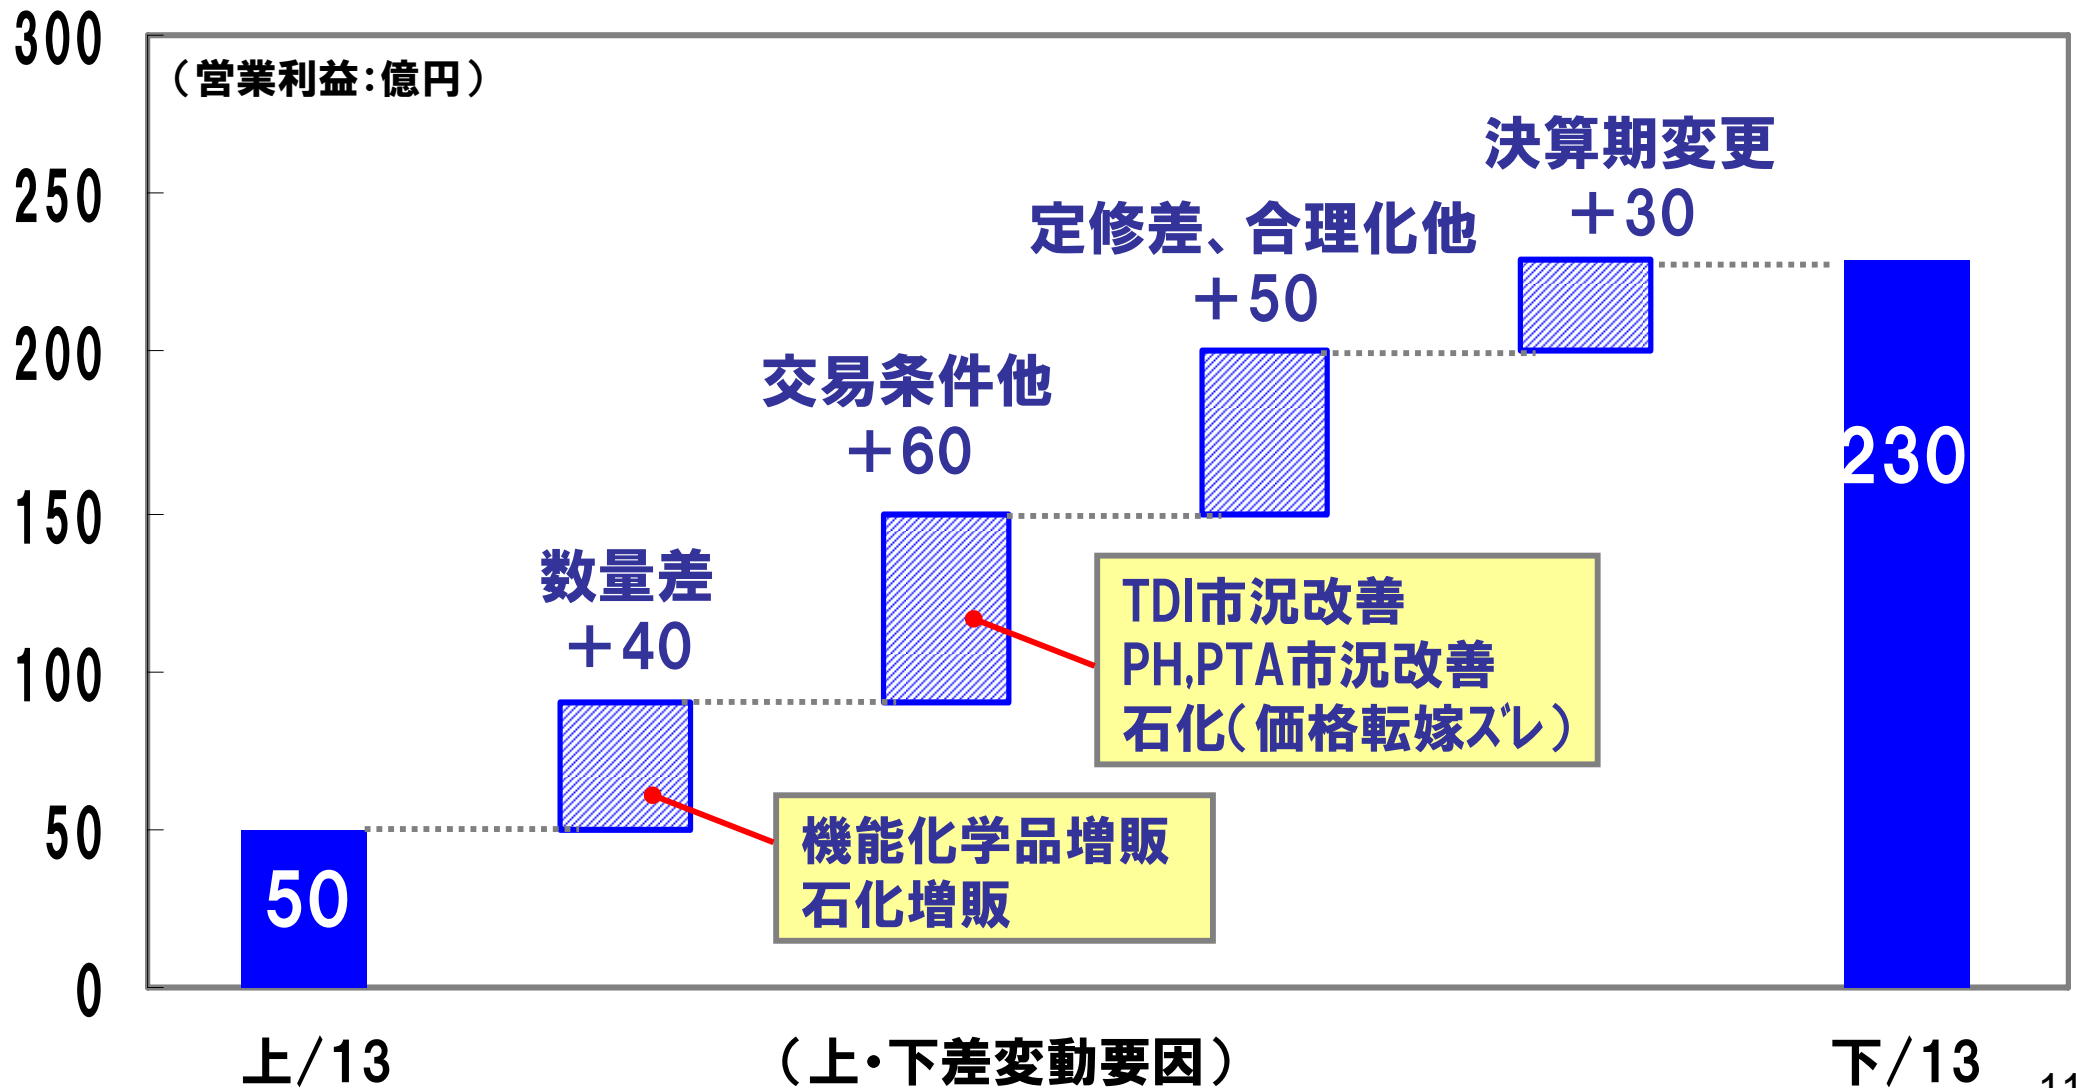 300
250
200
150
100
50
0
（営業利益：億円）
決算期変更
＋30
定修差、合理化他
＋50
交易条件他
＋60
数量差
＋40
230
TDI市況改善
PH,PTA市況改善
石化（価格転嫁ｽﾞﾚ）
機能化学品増販
石化増販
50
上/13
（上・下差変動要因）
下/13
11